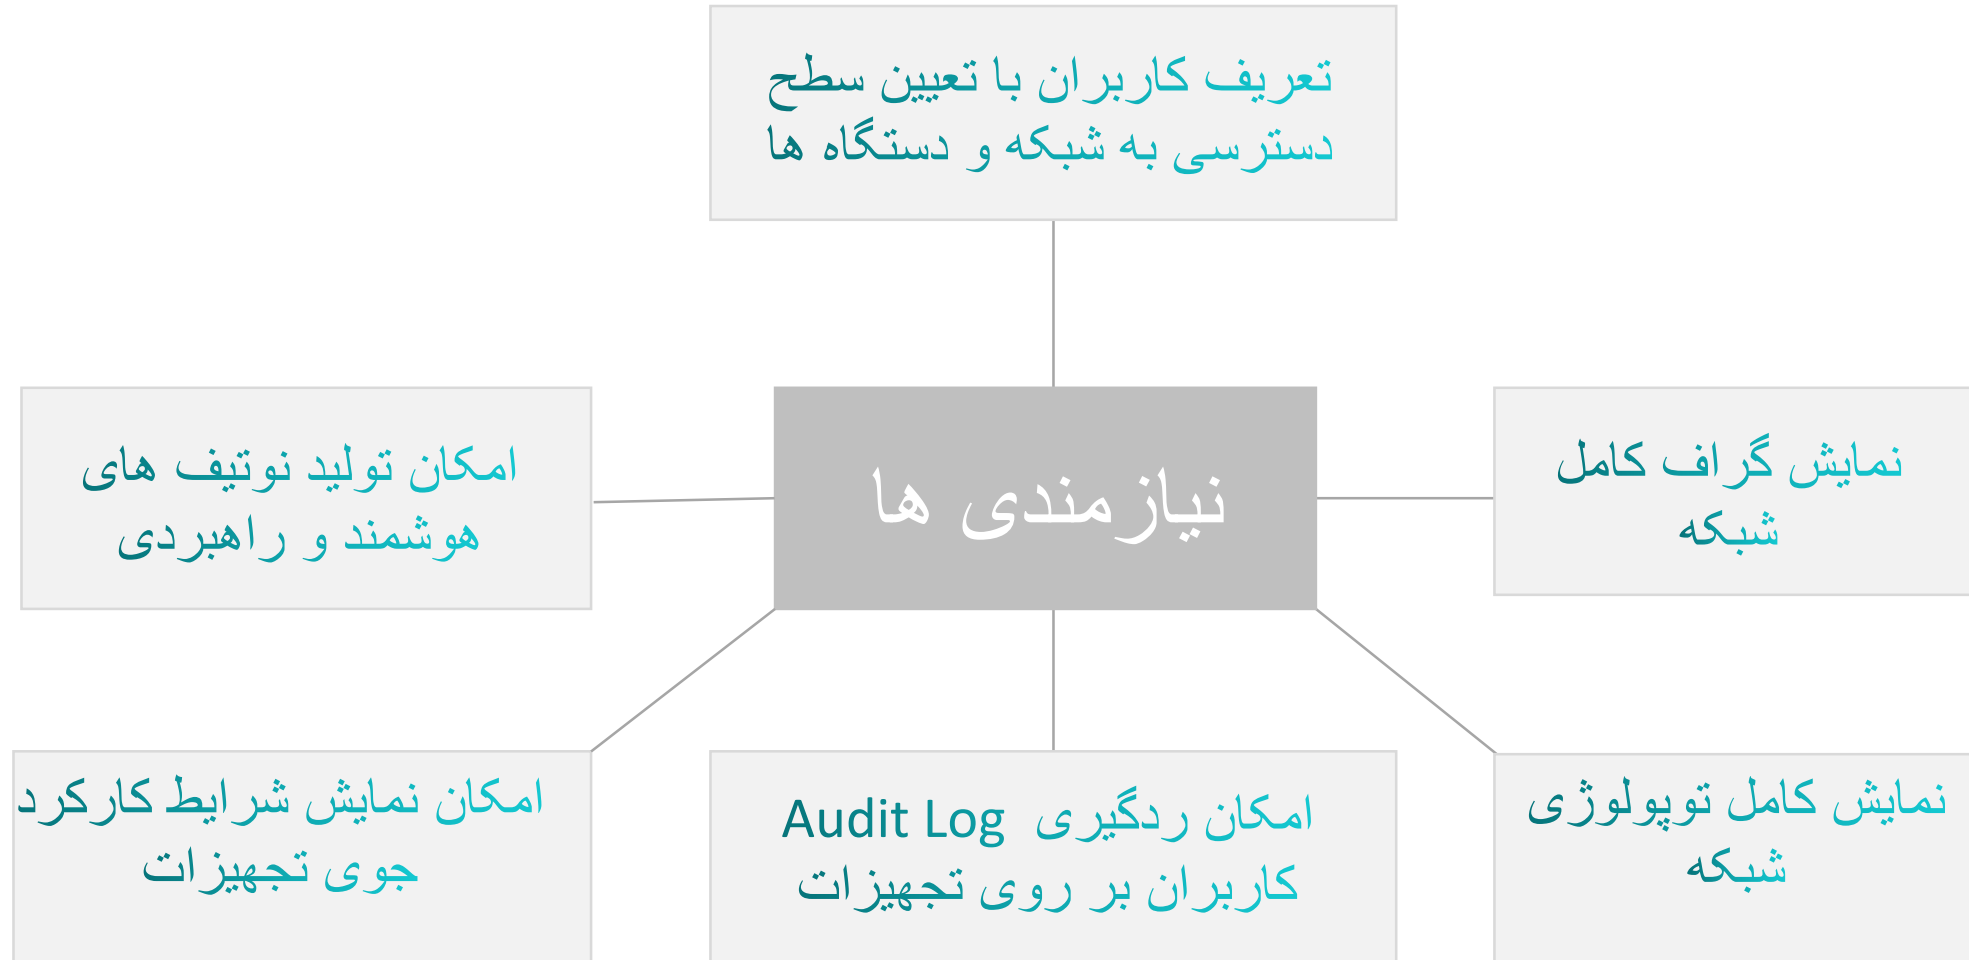 تعریف کاربران با تعیین سطح
دسترسی به شبکه و دستگاه ها
نمایش گراف کامل
شبکه
نیازمندی ها
امکان تولید نوتیف های
هوشمند و راهبردی
نمایش کامل توپولوژی
شبکه
امکان ردگیری Audit Log
کاربران بر روی تجهیزات
امکان نمایش شرایط کارکرد
جوی تجهیزات